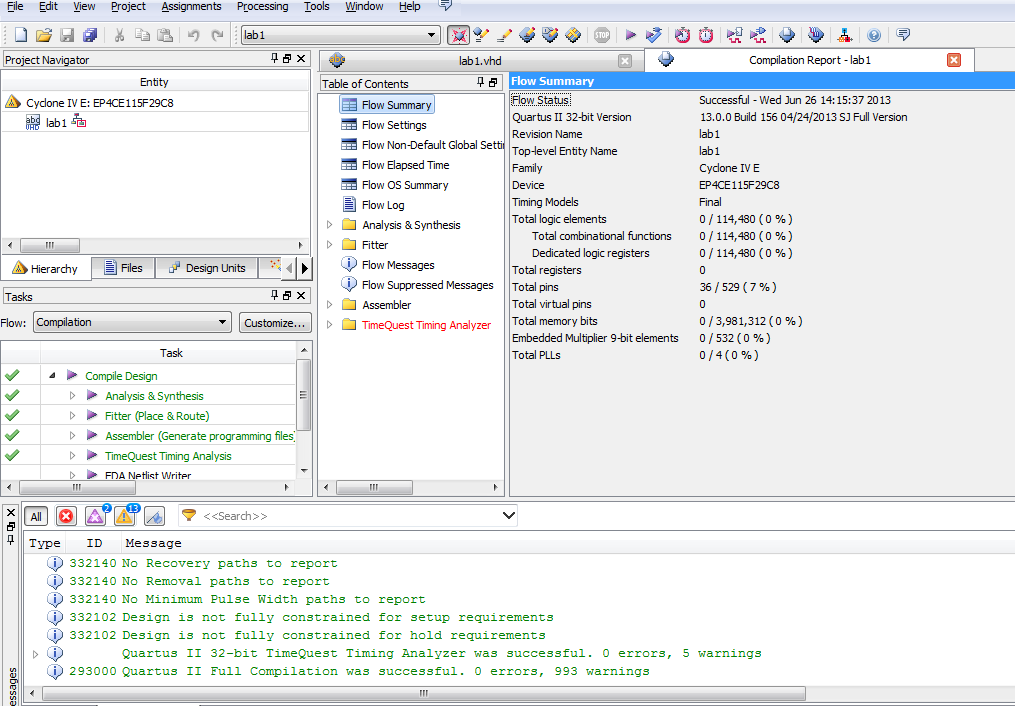 File Edit View Project Assignments Processing Tools Window Help
lab1
STOP
Project Navigator
Entity
Cyclone IV E: EP4CE115F29C8
abc
VHD
lab1
Hierarchy Files Design Units
Tasks
Flow: Compilation Customize...
Task
Compile Design
Analysis & Synthesis
Fitter (Place & Route)
Assembler (Generate programming files)
TimeQuest Timing Analysis
EDA Netlist Writer
lab1.vhd
Compilation Report - lab1
Table of Contents
Flow Summary
Flow Settings
Flow Non-Default Global Setti
Flow Elapsed Time
Flow OS Summary
Flow Log
Analysis & Synthesis
Fitter
Flow Messages
Flow Suppressed Messages
Assembler
TimeQuest Timing Analyzer
Flow Summary
Flow Status Successful - Wed Jun 26 14:15:37 2013
Quartus II 32-bit Version 13.0.0 Build 156 04/24/2013 SJ Full Version
Revision Name lab1
Top-level Entity Name lab1
Family Cyclone IV E
Device EP4CE115F29C8
Timing Models Final
Total logic elements 0 / 114,480 ( 0 % )
Total combinational functions 0 / 114,480 ( 0 % )
Dedicated logic registers 0 / 114,480 ( 0 % )
Total registers 0
Total pins 36 / 529 ( 7 % )
Total virtual pins 0
Total memory bits 0 / 3,981,312 ( 0 % )
Embedded Multiplier 9-bit elements 0 / 532 ( 0 % )
Total PLLs 0 / 4 ( 0 % )
All 2 13 <<Search>>
Type ID Message
332140 No Recovery paths to report
332140 No Removal paths to report
332140 No Minimum Pulse Width paths to report
332102 Design is not fully constrained for setup requirements
332102 Design is not fully constrained for hold requirements
Quartus II 32-bit TimeQuest Timing Analyzer was successful. 0 errors, 5 warnings
293000 Quartus II Full Compilation was successful. 0 errors, 993 warnings
essages